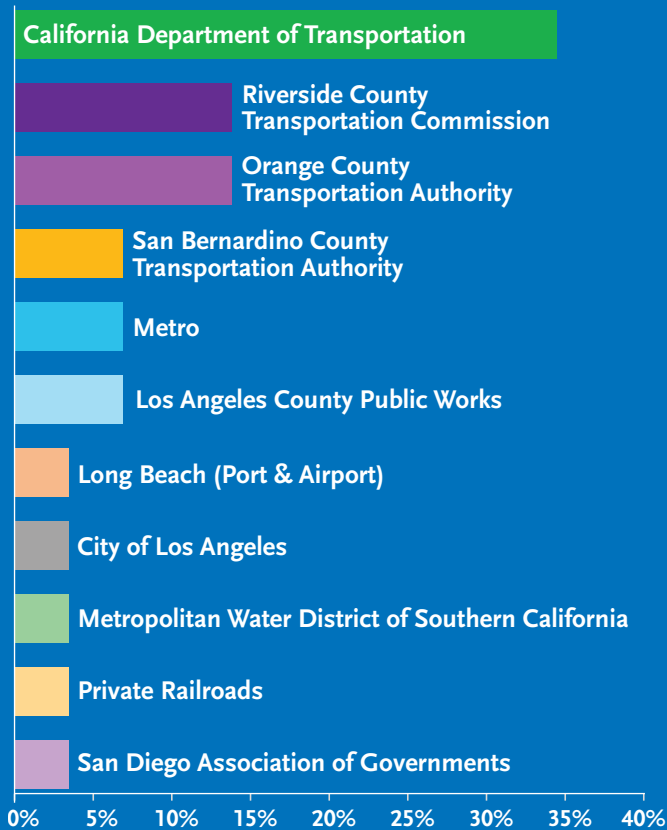 California Department of Transportation
Riverside County
Transportation Commission
Orange County
Transportation Authority
San Bernardino County
Transportation Authority
Metro
Los Angeles County Public Works
Long Beach (Port & Airport)
City of Los Angeles
Metropolitan Water District of Southern California
Private Railroads
San Diego Association of Governments
0% 5% 10% 15% 20% 25% 30% 35% 40%